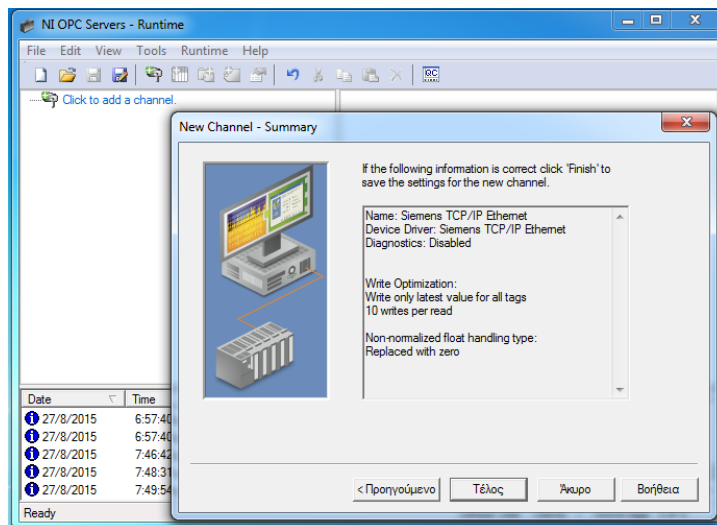 NI OPC Servers - Runtime
File Edit View Tools Runtime Help
QC
Click to add a channel.
New Channel - Summary
If the following information is correct click 'Finish' to
save the settings for the new channel.
Name: Siemens TCP/IP Ethernet
Device Driver: Siemens TCP/IP Ethernet
Diagnostics: Disabled
Write Optimization:
Write only latest value for all tags
10 writes per read
Non-normalized float handling type:
Replaced with zero
Date Time
27/8/2015 6:57:40
27/8/2015 6:57:40
27/8/2015 7:46:42
27/8/2015 7:48:31
27/8/2015 7:49:54
< Προηγούμενο Τέλος Άκυρο Βοήθεια
Ready